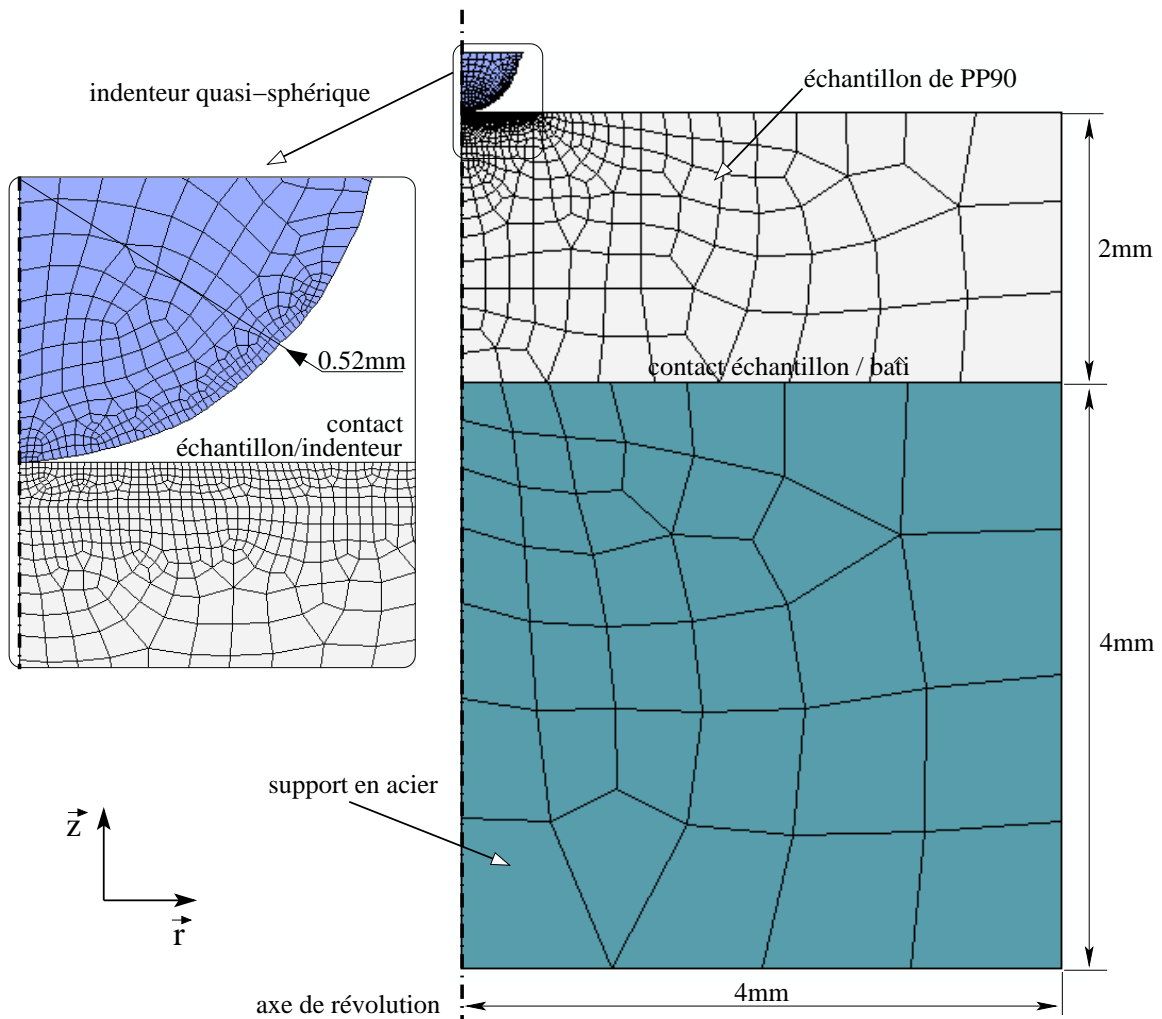 indenteur quasi−sphérique
échantillon de PP90
2mm
0.52mm
contact échantillon / bâti
contact
échantillon/indenteur
4mm
support en acier
z
r
4mm
axe de révolution